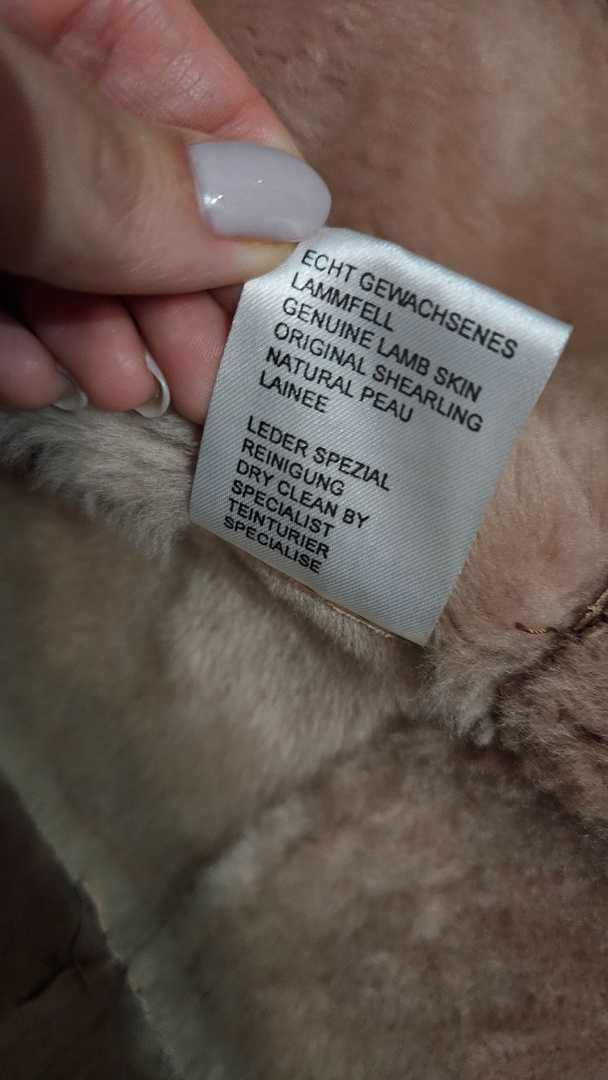 ECHT GEWACHSENES
LAMMFELL
GENUINE LAMB SKIN
ORIGINAL SHEARLING
NATURAL PEAU
LAINEE
LEDER SPEZIAL
REINIGUNG
DRY CLEAN BY
SPECIALIST
TEINTURIER
SPECIALISE